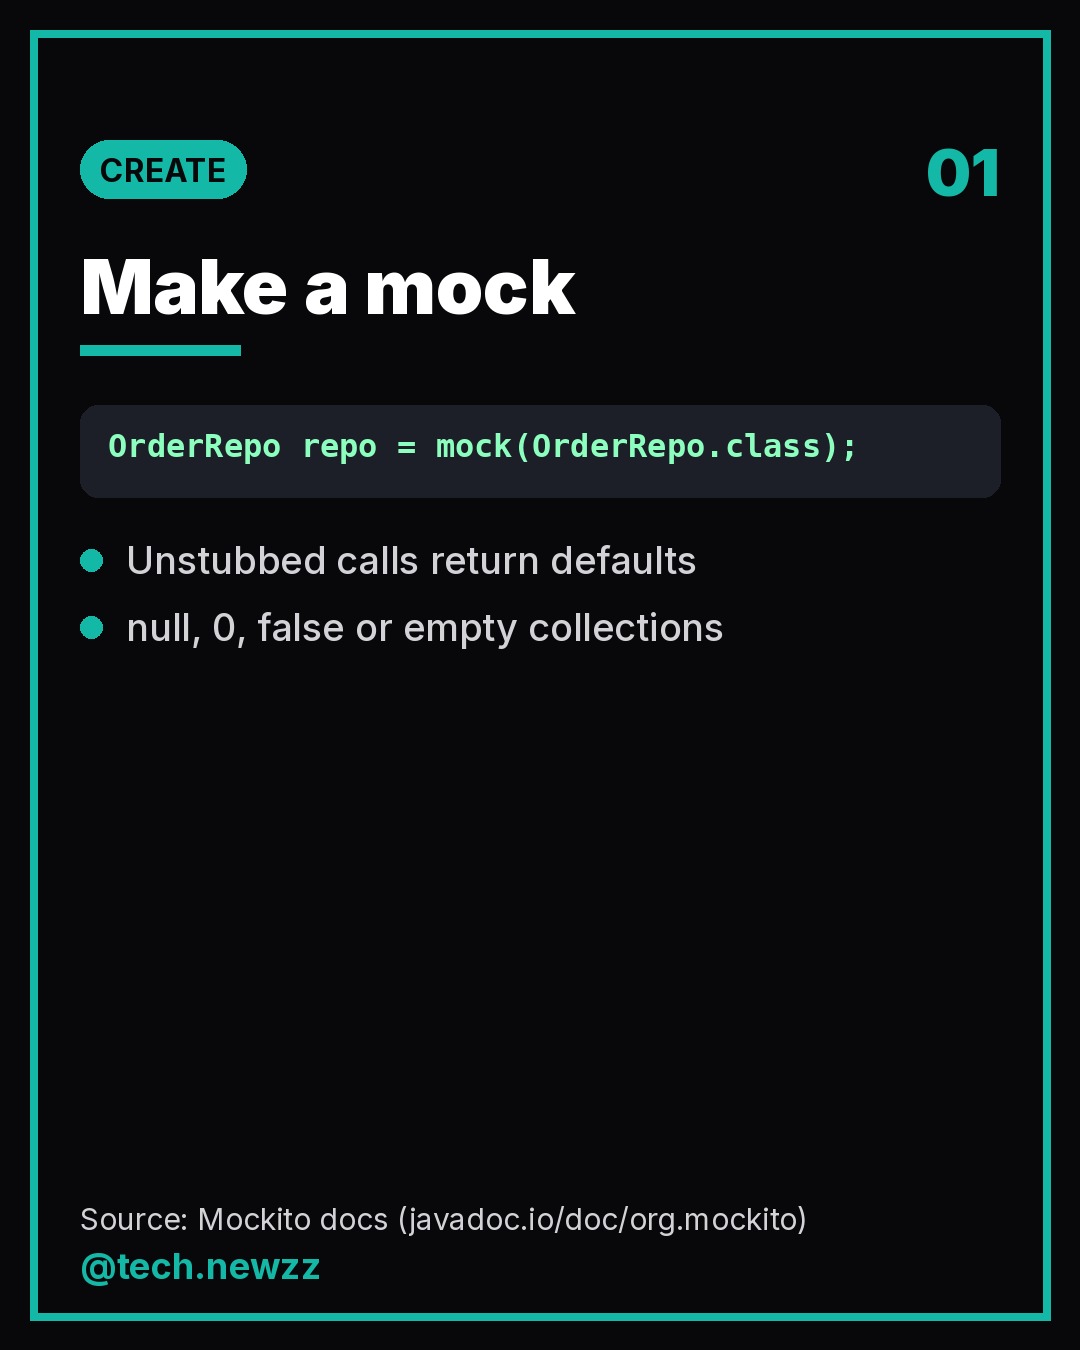 CREATE
01
Make a mock
OrderRepo repo = mock(OrderRepo.class);
Unstubbed calls return defaults
null, 0, false or empty collections
Source: Mockito docs (javadoc.io/doc/org.mockito)
@tech.newzz